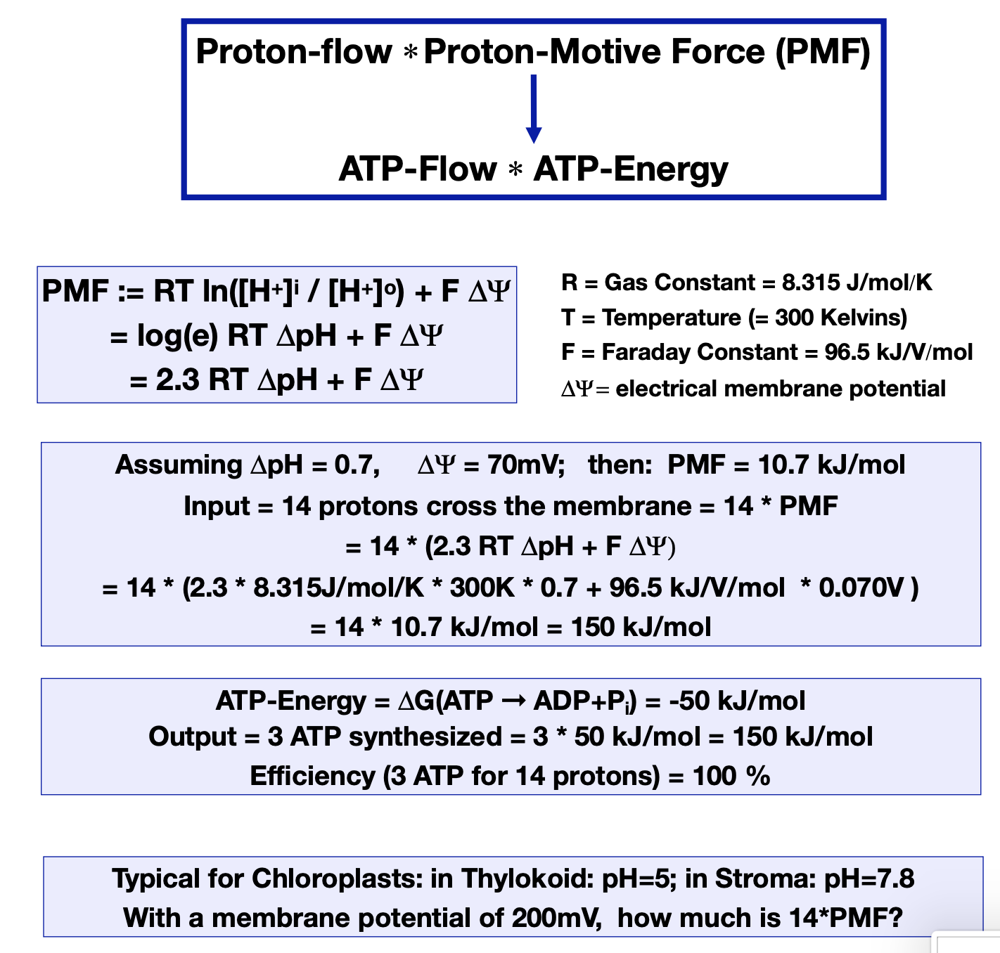 Proton-flow * Proton-Motive Force (PMF)
ATP-Flow * ATP-Energy
PMF := RT ln([H⁺]ⁱ / [H⁺]ᵒ) + F ΔΨ
= log(e) RT ΔpH + F ΔΨ
= 2.3 RT ΔpH + F ΔΨ
R = Gas Constant = 8.315 J/mol/K
T = Temperature (= 300 Kelvins)
F = Faraday Constant = 96.5 kJ/V/mol
ΔΨ= electrical membrane potential
Assuming ΔpH = 0.7, ΔΨ = 70mV; then: PMF = 10.7 kJ/mol
Input = 14 protons cross the membrane = 14 * PMF
= 14 * (2.3 RT ΔpH + F ΔΨ)
= 14 * (2.3 * 8.315J/mol/K * 300K * 0.7 + 96.5 kJ/V/mol * 0.070V )
= 14 * 10.7 kJ/mol = 150 kJ/mol
ATP-Energy = ΔG(ATP → ADP+Pᵢ) = -50 kJ/mol
Output = 3 ATP synthesized = 3 * 50 kJ/mol = 150 kJ/mol
Efficiency (3 ATP for 14 protons) = 100 %
Typical for Chloroplasts: in Thylokoid: pH=5; in Stroma: pH=7.8
With a membrane potential of 200mV, how much is 14*PMF?